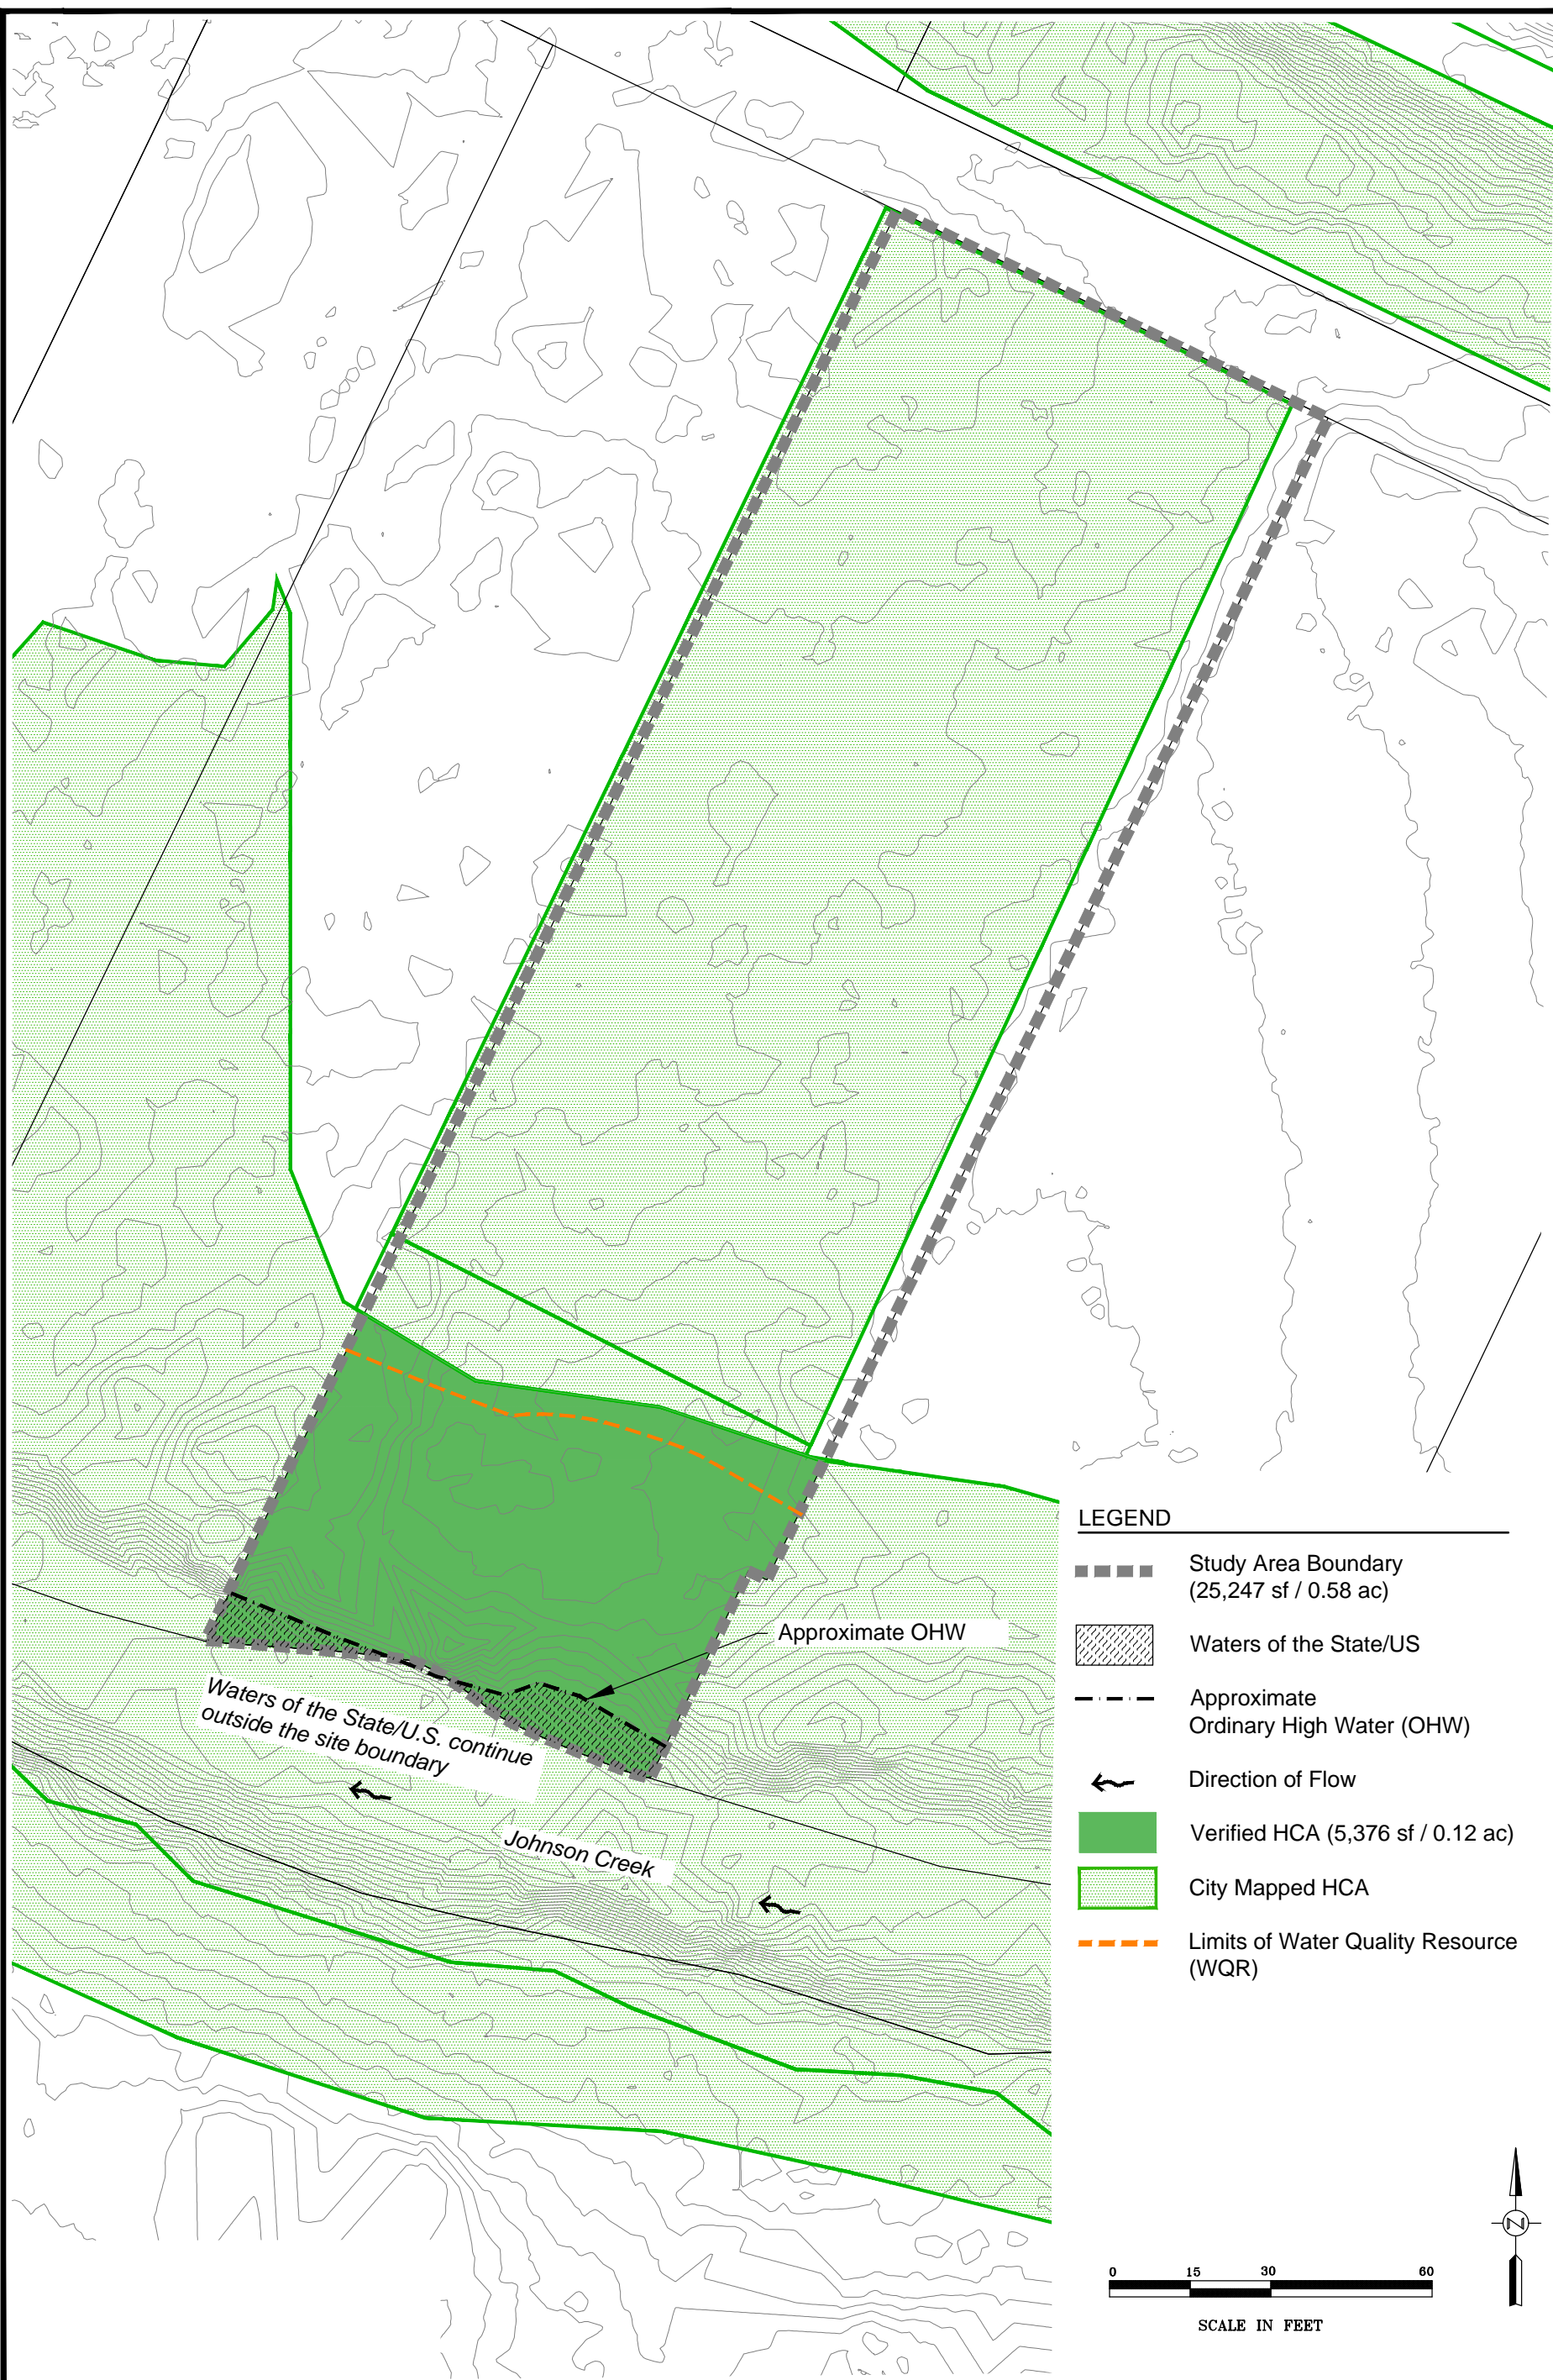 Approximate OHW
Waters of the State/U.S. continue
outside the site boundary
Johnson Creek
LEGEND
Study Area Boundary
(25,247 sf / 0.58 ac)
Waters of the State/US
Approximate
Ordinary High Water (OHW)
Direction of Flow
Verified HCA (5,376 sf / 0.12 ac)
City Mapped HCA
Limits of Water Quality Resource
(WQR)
N
0 15 30 60
SCALE IN FEET